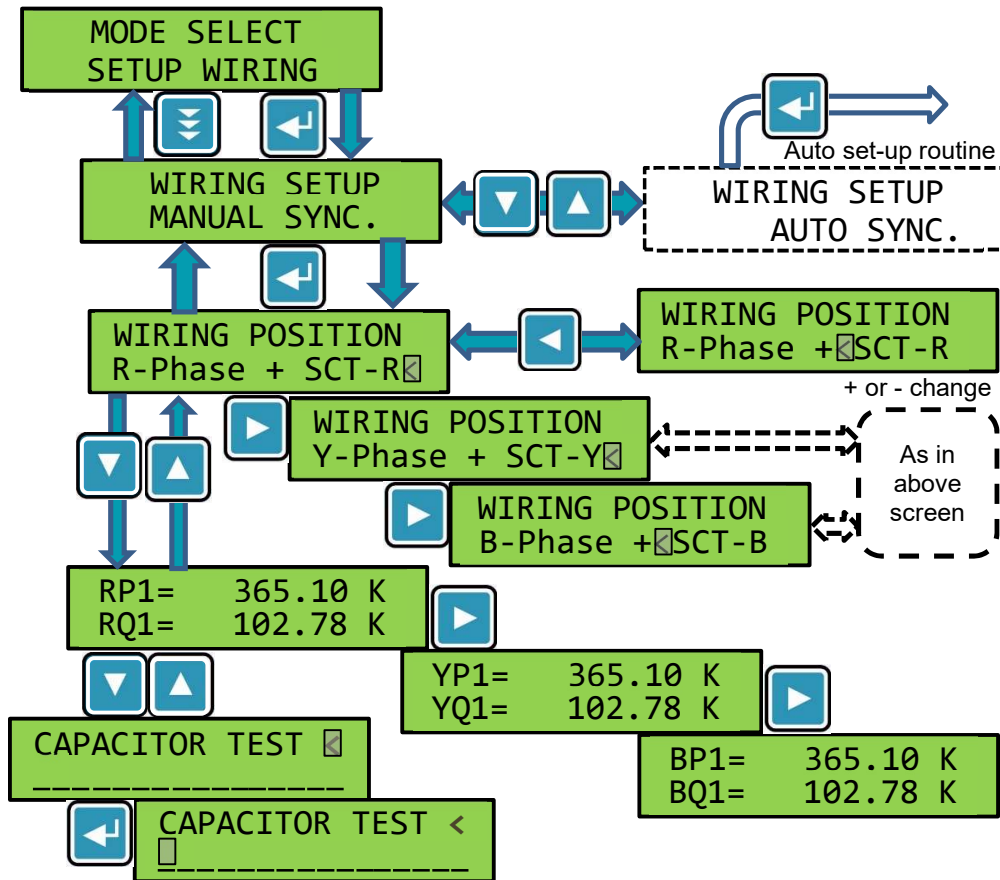 MODE SELECT
SETUP WIRING
Auto set-up routine
WIRING SETUP
MANUAL SYNC.
WIRING SETUP
AUTO SYNC.
WIRING POSITION
R-Phase + SCT-R<
WIRING POSITION
R-Phase +<SCT-R
+ or - change
WIRING POSITION
Y-Phase + SCT-Y<
As in
above
screen
WIRING POSITION
B-Phase +<SCT-B
RP1= 365.10 K
RQ1= 102.78 K
YP1= 365.10 K
YQ1= 102.78 K
CAPACITOR TEST <
________________
BP1= 365.10 K
BQ1= 102.78 K
CAPACITOR TEST <
________________